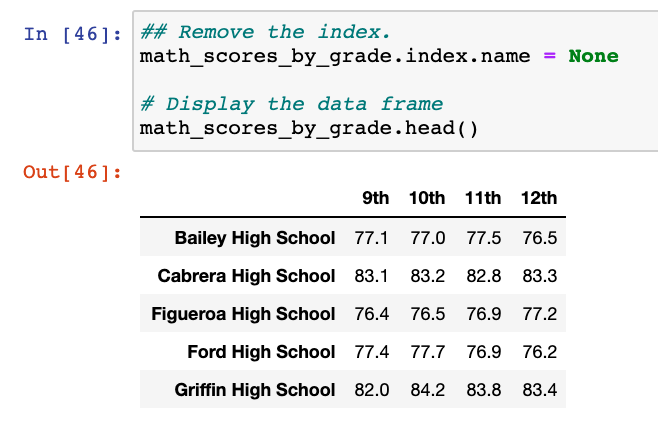 In [46]: ## Remove the index.
math_scores_by_grade.index.name = None
# Display the data frame
math_scores_by_grade.head()
Out[46]:
9th 10th 11th 12th
Bailey High School 77.1 77.0 77.5 76.5
Cabrera High School 83.1 83.2 82.8 83.3
Figueroa High School 76.4 76.5 76.9 77.2
Ford High School 77.4 77.7 76.9 76.2
Griffin High School 82.0 84.2 83.8 83.4